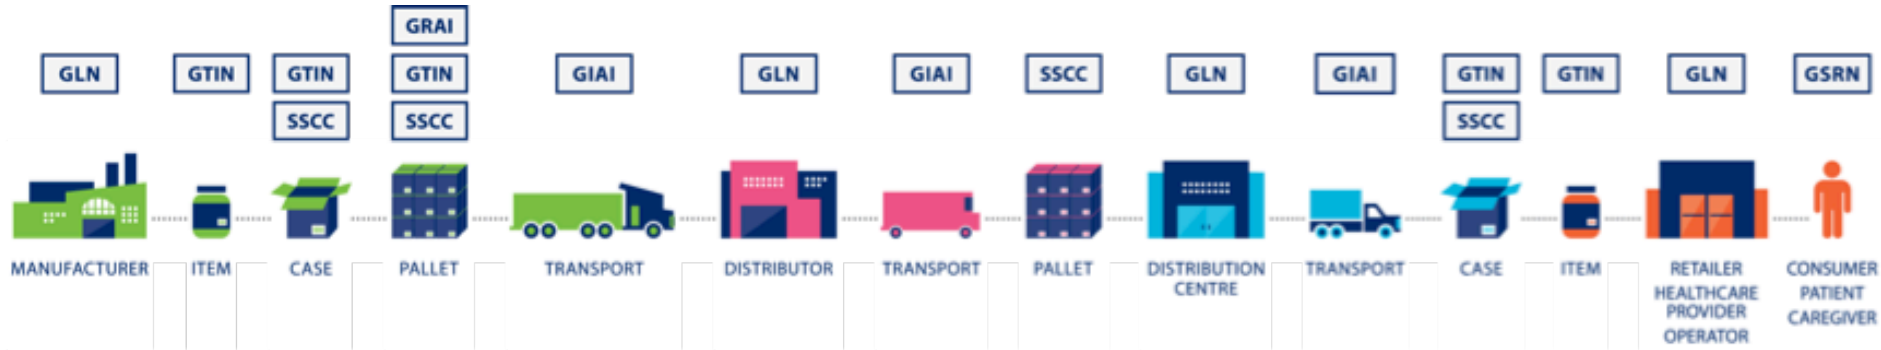 GRAI
GLN GTIN GTIN GTIN GIAI GLN GIAI SSCC GLN GIAI GTIN GTIN GLN GSRN
SSCC SSCC SSCC
MANUFACTURER ITEM CASE PALLET TRANSPORT DISTRIBUTOR TRANSPORT PALLET DISTRIBUTION TRANSPORT CASE ITEM RETAILER CONSUMER
CENTRE HEALTHCARE PATIENT
PROVIDER CAREGIVER
OPERATOR